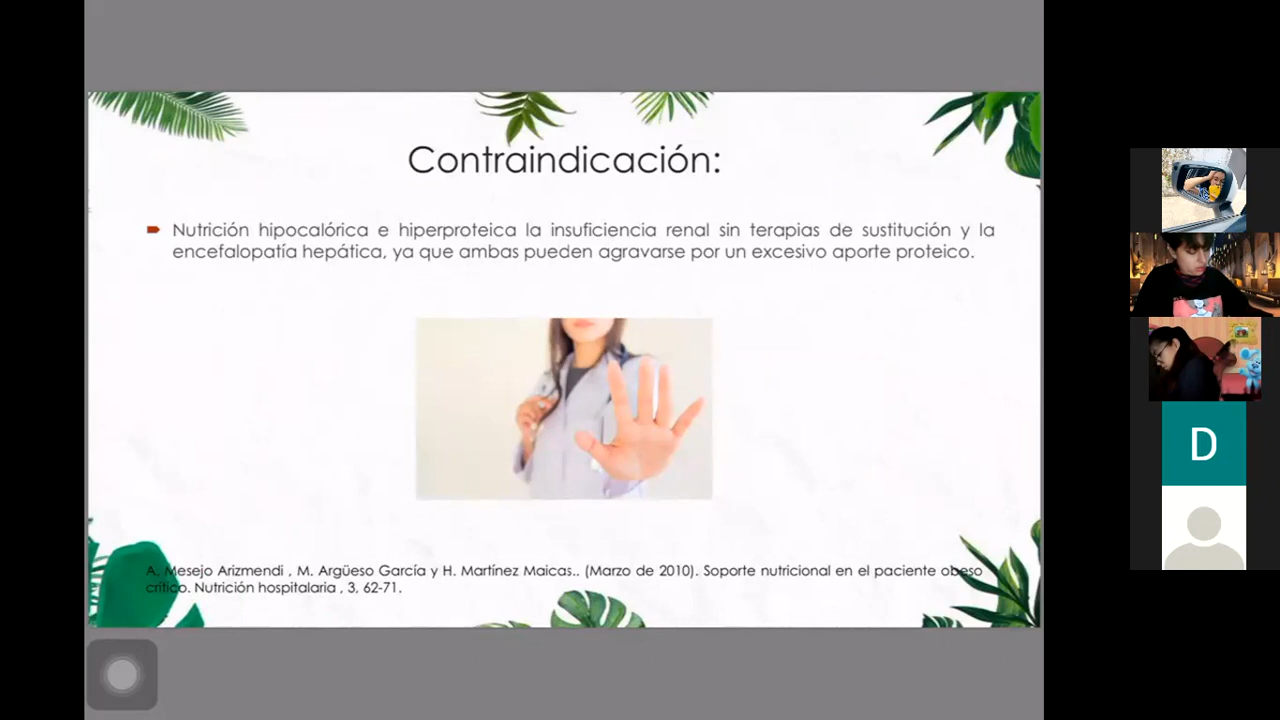 Contraindicación:
Nutrición hipocalórica e hiperproteica la insuficiencia renal sin terapias de sustitución y la
encefalopatía hepática, ya que ambas pueden agravarse por un excesivo aporte proteico.
D
A. Mesejo Arizmendi , M. Argüeso García y H. Martínez Maicas.. (Marzo de 2010). Soporte nutricional en el paciente obeso
crítico. Nutrición hospitalaria , 3, 62-71.